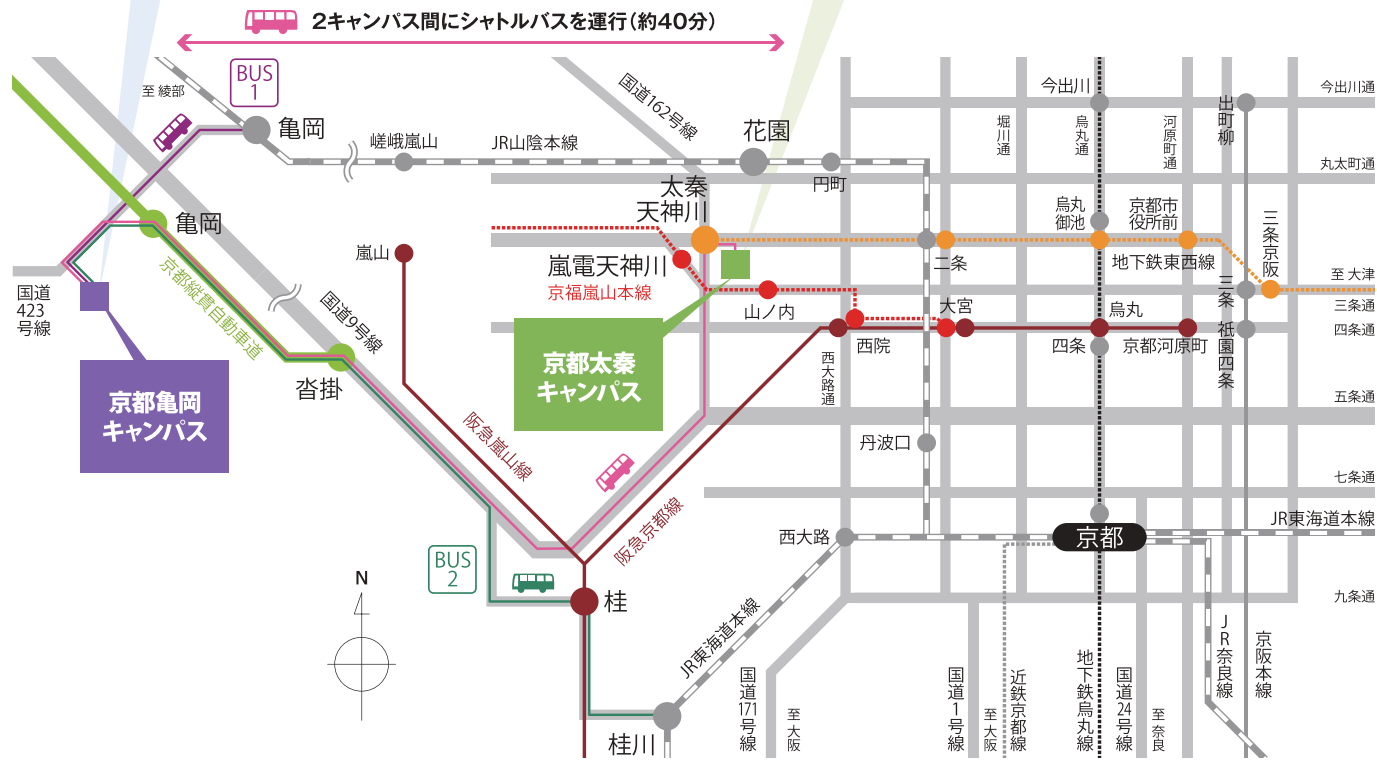 2キャンパス間にシャトルバスを運行(約40分)
至 綾部
BUS
1
亀岡
嵯峨嵐山
JR山陰本線
国道162号線
花園
円町
太秦
天神川
亀岡
京都縦貫自動車道
国道
423
号線
国道9号線
沓掛
京都亀岡
キャンパス
嵐山
嵐電天神川
京福嵐山本線
山ノ内
京都太秦
キャンパス
阪急嵐山線
阪急京都線
BUS
2
桂
桂川
N
JR東海道本線
西大路
西院
西大路通
大宮
二条
丹波口
堀川通
今出川
烏丸通
河原町通
出町柳
今出川通
丸太町通
烏丸
御池
京都市
役所前
地下鉄東西線
三条京阪
至 大津
三条
三条通
烏丸
四条
京都河原町
祇園四条
四条通
五条通
七条通
JR東海道本線
京都
九条通
国道171号線
至 大阪
国道1号線
至 大阪
近鉄京都線
地下鉄烏丸線
国道24号線
至 奈良
JR奈良線
京阪本線